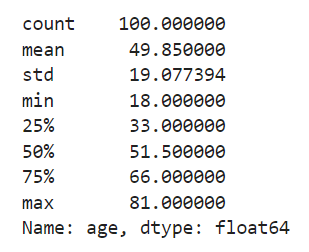 count    100.000000
mean      49.850000
std       19.077394
min       18.000000
25%       33.000000
50%       51.500000
75%       66.000000
max       81.000000
Name: age, dtype: float64